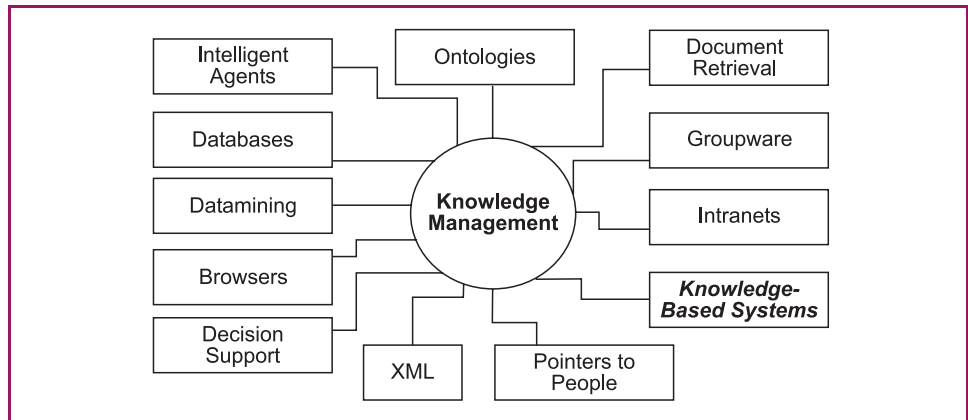 Intelligent
Agents
Ontologies
Document
Retrieval
Databases
Groupware
Knowledge
Management
Datamining
Intranets
Browsers
Knowledge-
Based Systems
Decision
Support
XML
Pointers to
People